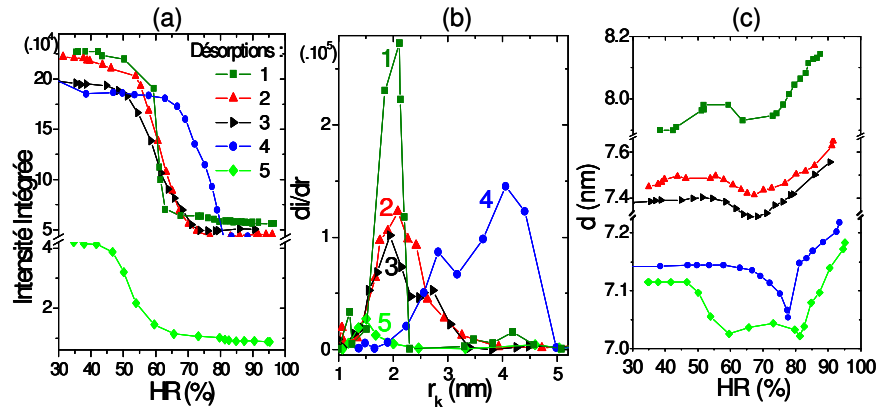 (a)
(.10⁴)
Désorptions :
1
2
3
4
5
20
15
10
5
4
2
Intensité Intégrée
30 40 50 60 70 80 90 100
HR (%)
(b)
(.10⁵)
2
1
0
dI/dr
1
2
3
4
5
1 2 3 4 5
r_k (nm)
(c)
8.2
8.0
7.6
7.4
7.2
7.1
7.0
d (nm)
30 40 50 60 70 80 90 100
HR (%)